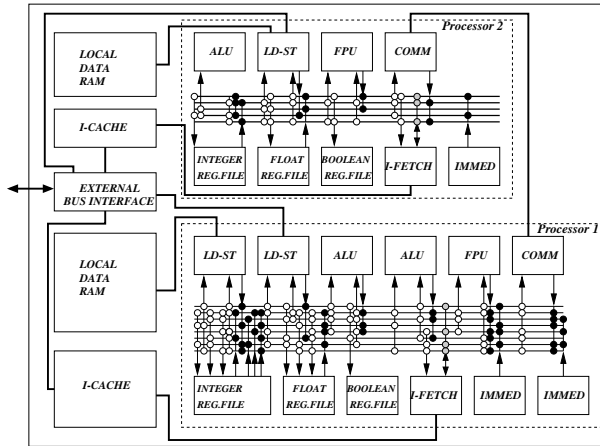 Processor 2
ALU
LD-ST
FPU
COMM
LOCAL
DATA
RAM
I-CACHE
INTEGER
REG.FILE
FLOAT
REG.FILE
BOOLEAN
REG.FILE
I-FETCH
IMMED
EXTERNAL
BUS INTERFACE
Processor 1
LD-ST
LD-ST
ALU
ALU
FPU
COMM
LOCAL
DATA
RAM
I-CACHE
INTEGER
REG.FILE
FLOAT
REG.FILE
BOOLEAN
REG.FILE
I-FETCH
IMMED
IMMED